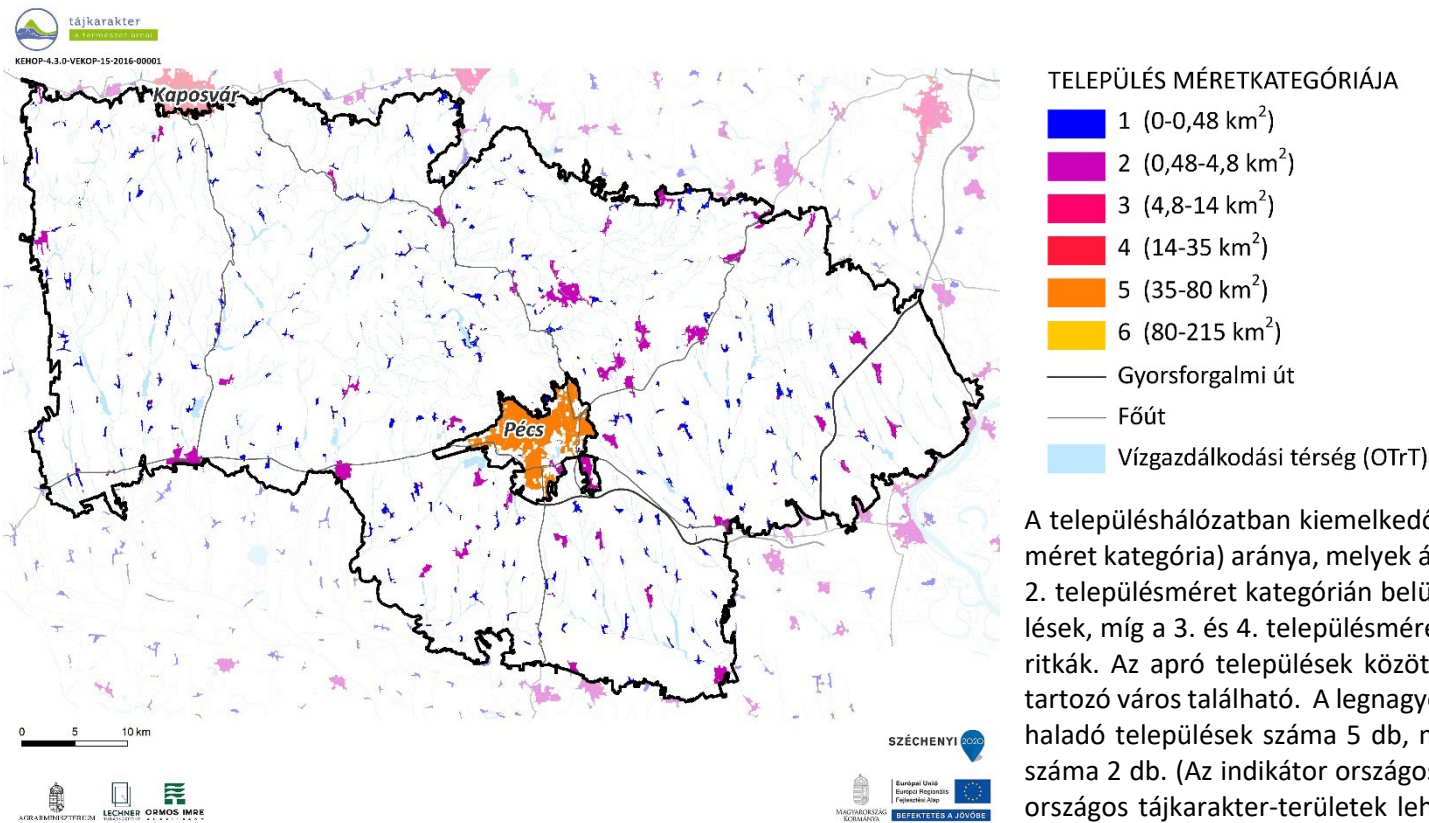 tájkarakter
a természet arcai
KEHOP-4.3.0-VEKOP-15-2016-00001
Kaposvár
Pécs
0 5 10 km
SZÉCHENYI 2020
AGRÁRMINISZTÉRIUM
LECHNER
ORMOS IMRE
ALAPÍTVÁNY
MAGYARORSZÁG
KORMÁNYA
Európai Unió
Európai Regionális
Fejlesztési Alap
BEFEKTETÉS A JÖVŐBE
TELEPÜLÉS MÉRETKATEGÓRIÁJA
1 (0-0,48 km²)
2 (0,48-4,8 km²)
3 (4,8-14 km²)
4 (14-35 km²)
5 (35-80 km²)
6 (80-215 km²)
Gyorsforgalmi út
Főút
Vízgazdálkodási térség (OTrT)
A településhálózatban kiemelkedő
méret kategória) aránya, melyek á
2. településméret kategórián belü
lések, míg a 3. és 4. településmére
ritkák. Az apró települések között
tartozó város található. A legnagyo
haladó települések száma 5 db, m
száma 2 db. (Az indikátor országos
országos tájkarakter-területek leh